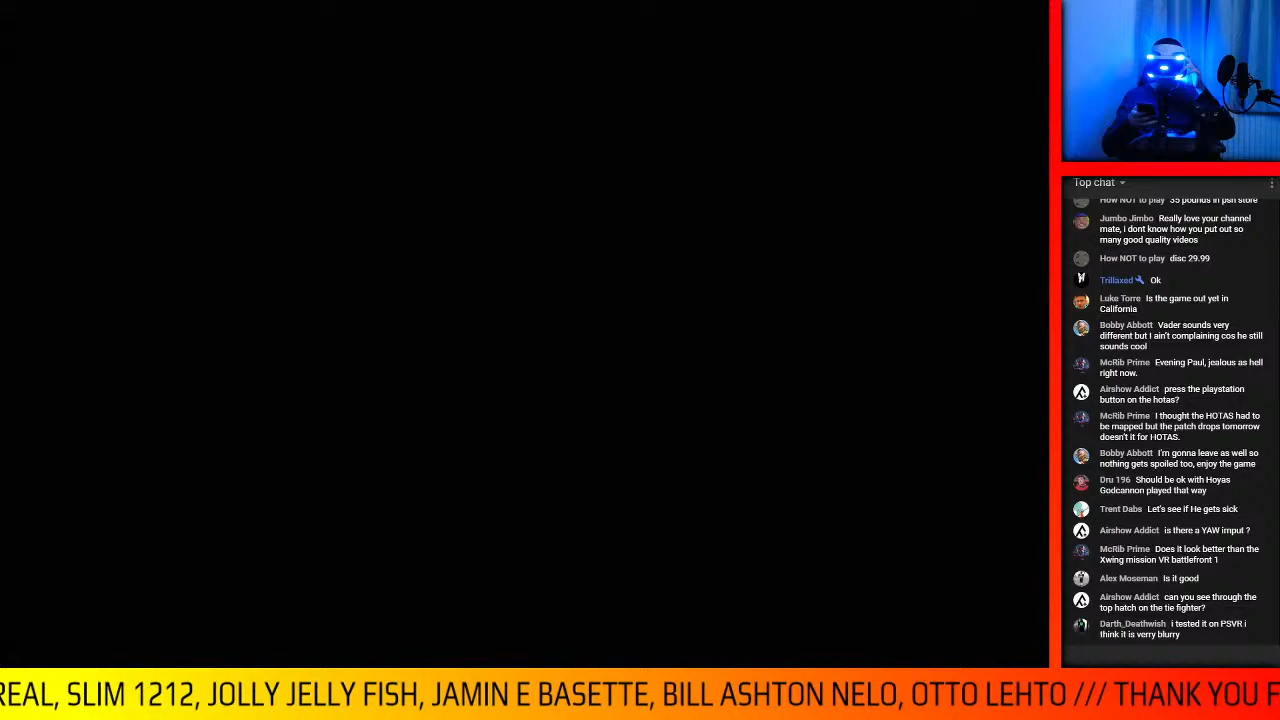 Top chat
How NOT to play 35 pounds in psn store
Jumbo Jimbo Really love your channel
mate, i dont know how you put out so
many good quality videos
How NOT to play disc 29.99
Trillaxed Ok
Luke Torre Is the game out yet in
California
Bobby Abbott Vader sounds very
different but I ain't complaining cos he still
sounds cool
McRib Prime Evening Paul, jealous as hell
right now.
Airshow Addict press the playstation
button on the hotas?
McRib Prime I thought the HOTAS had to
be mapped but the patch drops tomorrow
doesn't it for HOTAS.
Bobby Abbott I'm gonna leave as well so
nothing gets spoiled too, enjoy the game
Dru 196 Should be ok with Hoyas
Godcannon played that way
Trent Dabs Let's see if He gets sick
Airshow Addict is there a YAW imput ?
McRib Prime Does it look better than the
Xwing mission VR battlefront 1
Alex Moseman Is it good
Airshow Addict can you see through the
top hatch on the tie fighter?
Darth_Deathwish i tested it on PSVR i
think it is verry blurry
REAL, SLIM 1212, JOLLY JELLY FISH, JAMIN E BASETTE, BILL ASHTON NELO, OTTO LEHTO /// THANK YOU F